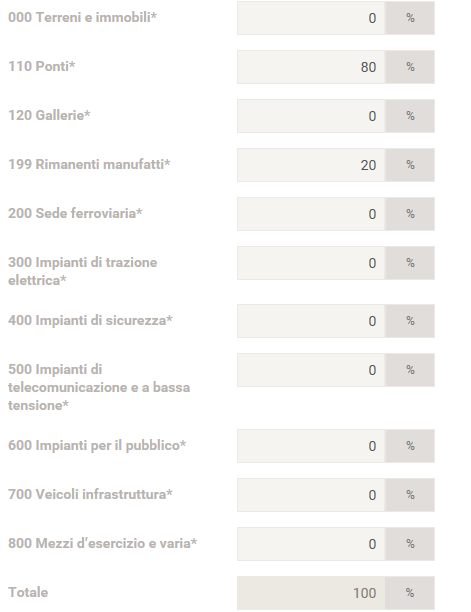 000 Terreni e immobili* 0 %
110 Ponti* 80 %
120 Gallerie* 0 %
199 Rimanenti manufatti* 20 %
200 Sede ferroviaria* 0 %
300 Impianti di trazione 0 %
elettrica*
400 Impianti di sicurezza* 0 %
500 Impianti di 0 %
telecomunicazione e a bassa
tensione*
600 Impianti per il pubblico* 0 %
700 Veicoli infrastruttura* 0 %
800 Mezzi d'esercizio e varia* 0 %
Totale 100 %